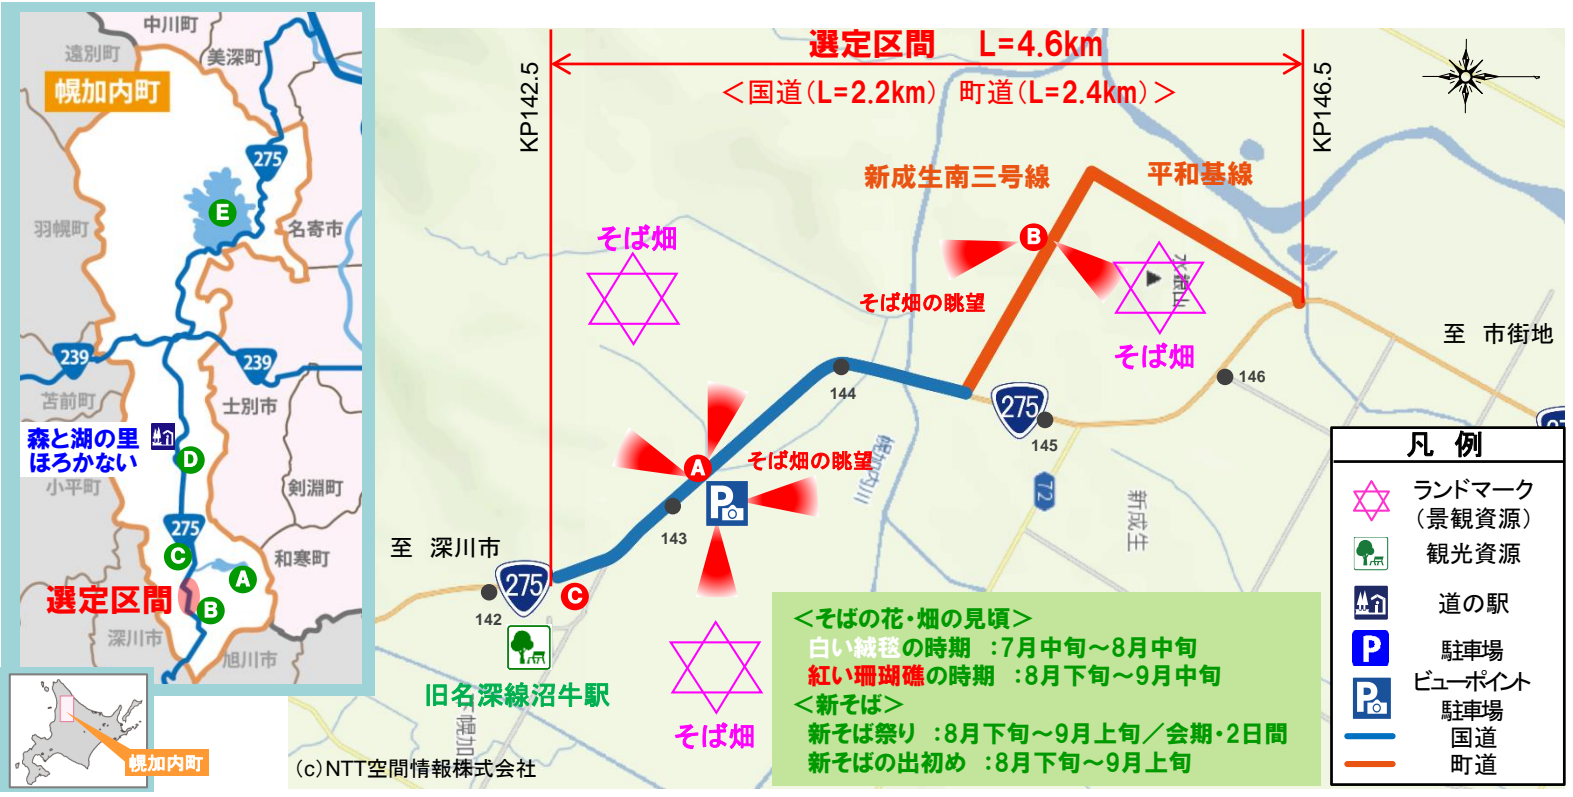 中川町
遠別町
美深町
幌加内町
275
E
羽幌町
名寄市
239
239
苫前町
士別市
森と湖の里
ほろかない
D
小平町
剣淵町
275
C
和寒町
A
選定区間
B
深川市
旭川市
幌加内町
選定区間 L=4.6km
＜国道(L=2.2km) 町道(L=2.4km)＞
KP142.5
KP146.5
新成生南三号線
平和基線
そば畑
B
そば畑の眺望
そば畑
至 市街地
144
146
275
145
A
そば畑の眺望
P
幌加内川
72
新成生
143
至 深川市
275
142
C
旧名深線沼牛駅
そば畑
(c)NTT空間情報株式会社
＜そばの花・畑の見頃＞
白い絨毯の時期 ：7月中旬～8月中旬
紅い珊瑚礁の時期 ：8月下旬～9月中旬
＜新そば＞
新そば祭り ：8月下旬～9月上旬／会期・2日間
新そばの出初め ：8月下旬～9月上旬
凡 例
ランドマーク
（景観資源）
観光資源
道の駅
P
駐車場
P
ビューポイント
駐車場
国道
町道